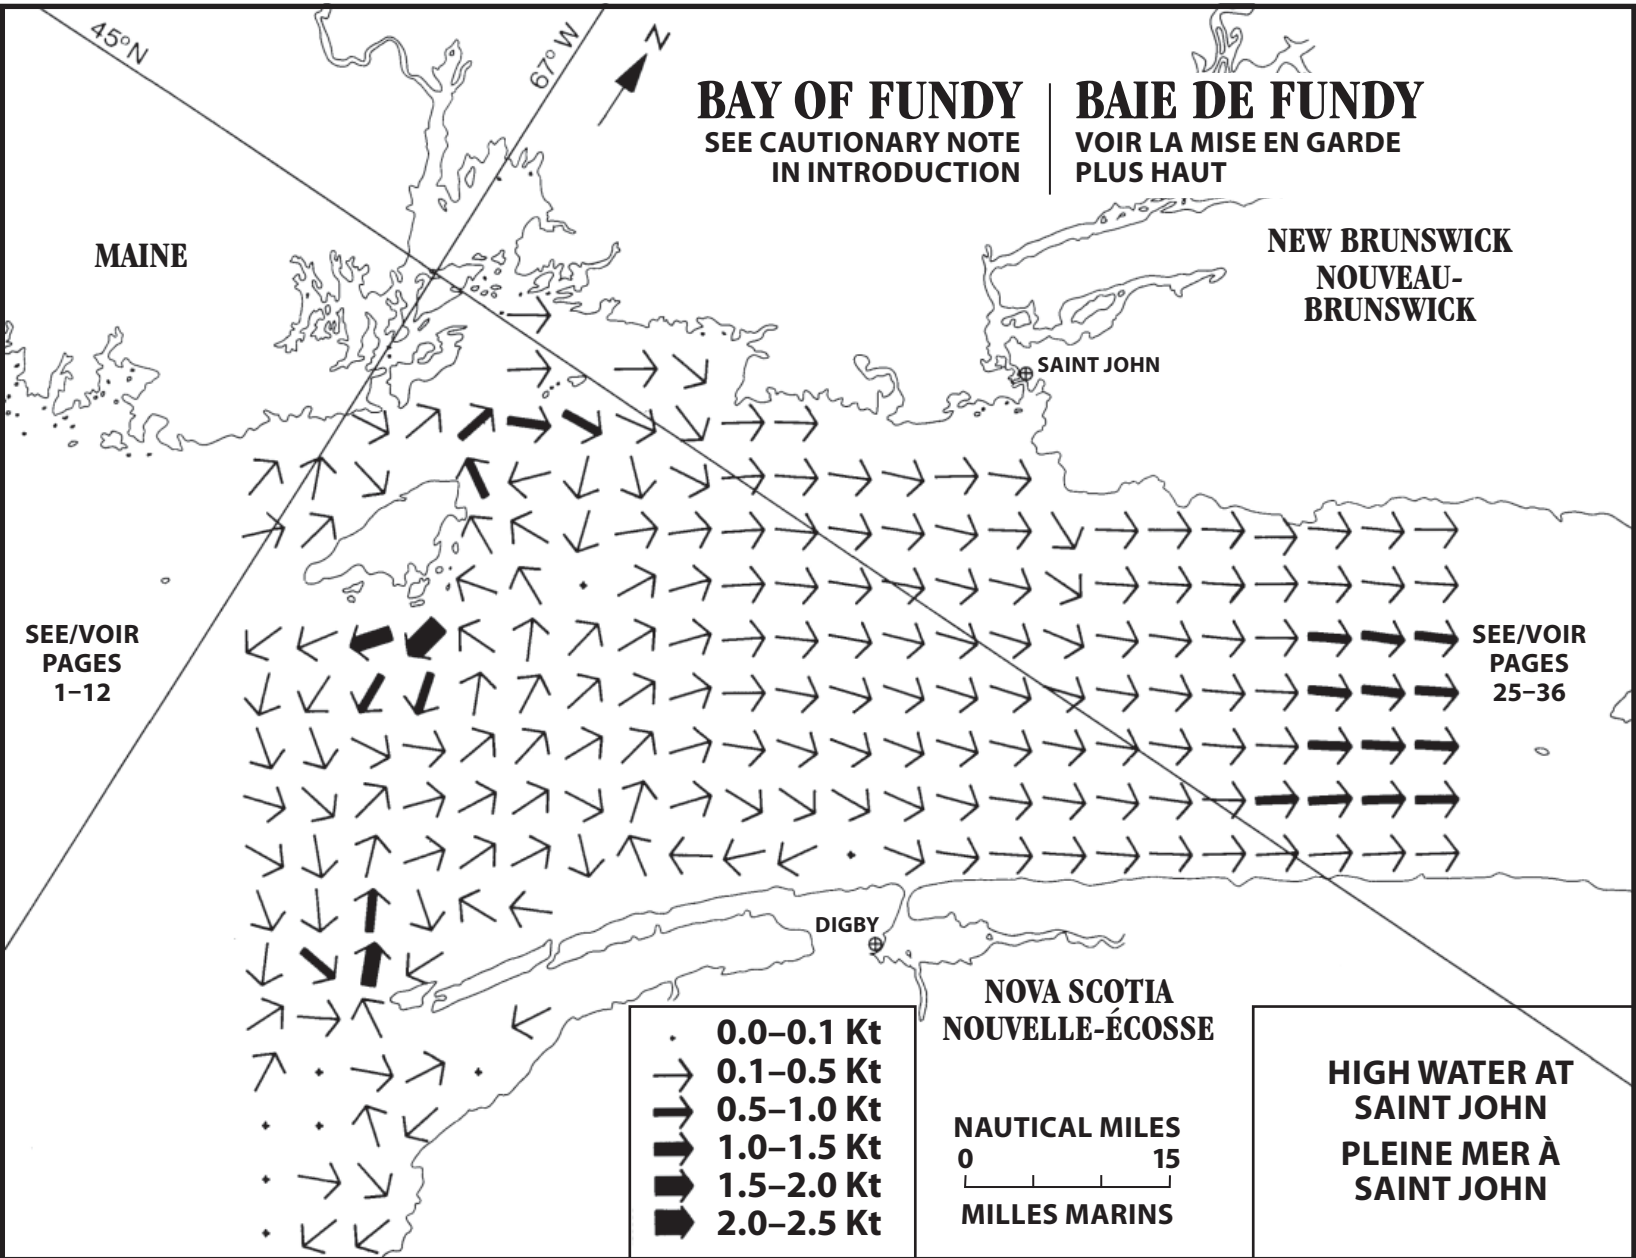 45°N
67° W
N
BAY OF FUNDY
SEE CAUTIONARY NOTE
IN INTRODUCTION
BAIE DE FUNDY
VOIR LA MISE EN GARDE
PLUS HAUT
MAINE
NEW BRUNSWICK
NOUVEAU-
BRUNSWICK
SAINT JOHN
SEE/VOIR
PAGES
1–12
SEE/VOIR
PAGES
25–36
DIGBY
NOVA SCOTIA
NOUVELLE-ÉCOSSE
0.0–0.1 Kt
0.1–0.5 Kt
0.5–1.0 Kt
1.0–1.5 Kt
1.5–2.0 Kt
2.0–2.5 Kt
NAUTICAL MILES
0 15
MILLES MARINS
HIGH WATER AT
SAINT JOHN
PLEINE MER À
SAINT JOHN